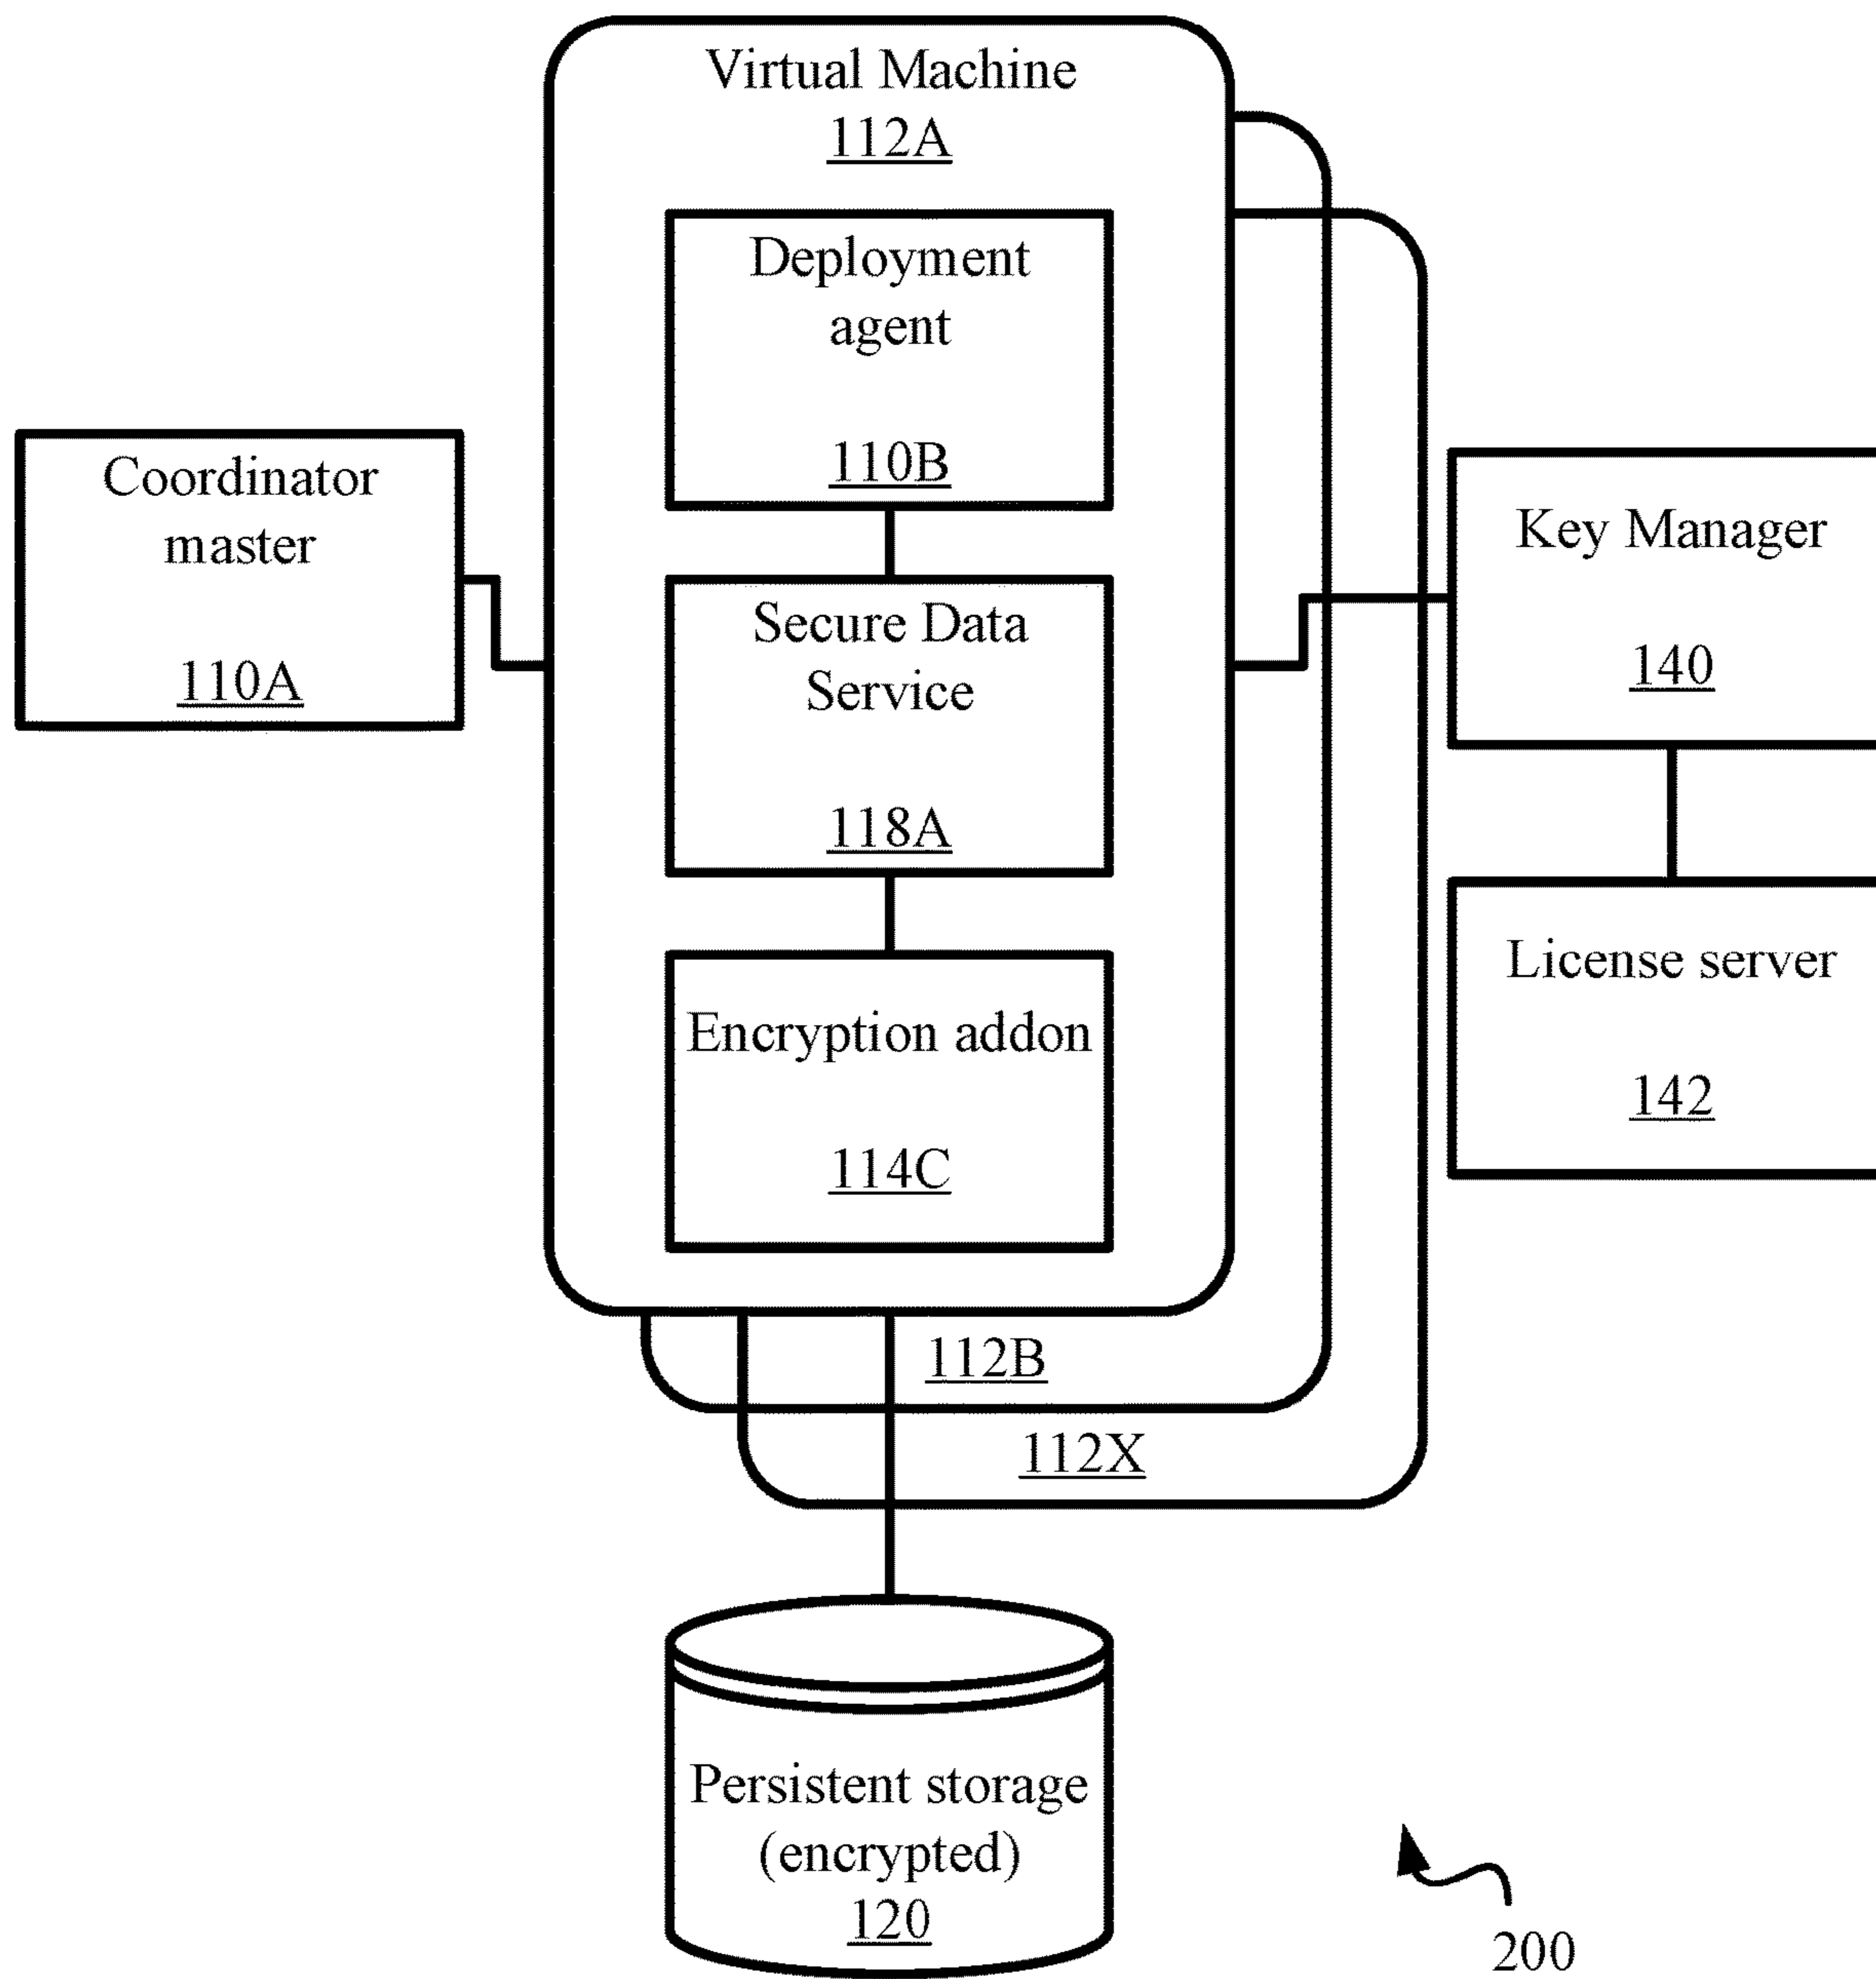 Virtual Machine
112A
Deployment
agent
110B
Coordinator
master
110A
Secure Data
Service
118A
Key Manager
140
Encryption addon
114C
License server
142
112B
112X
Persistent storage
(encrypted)
120
200